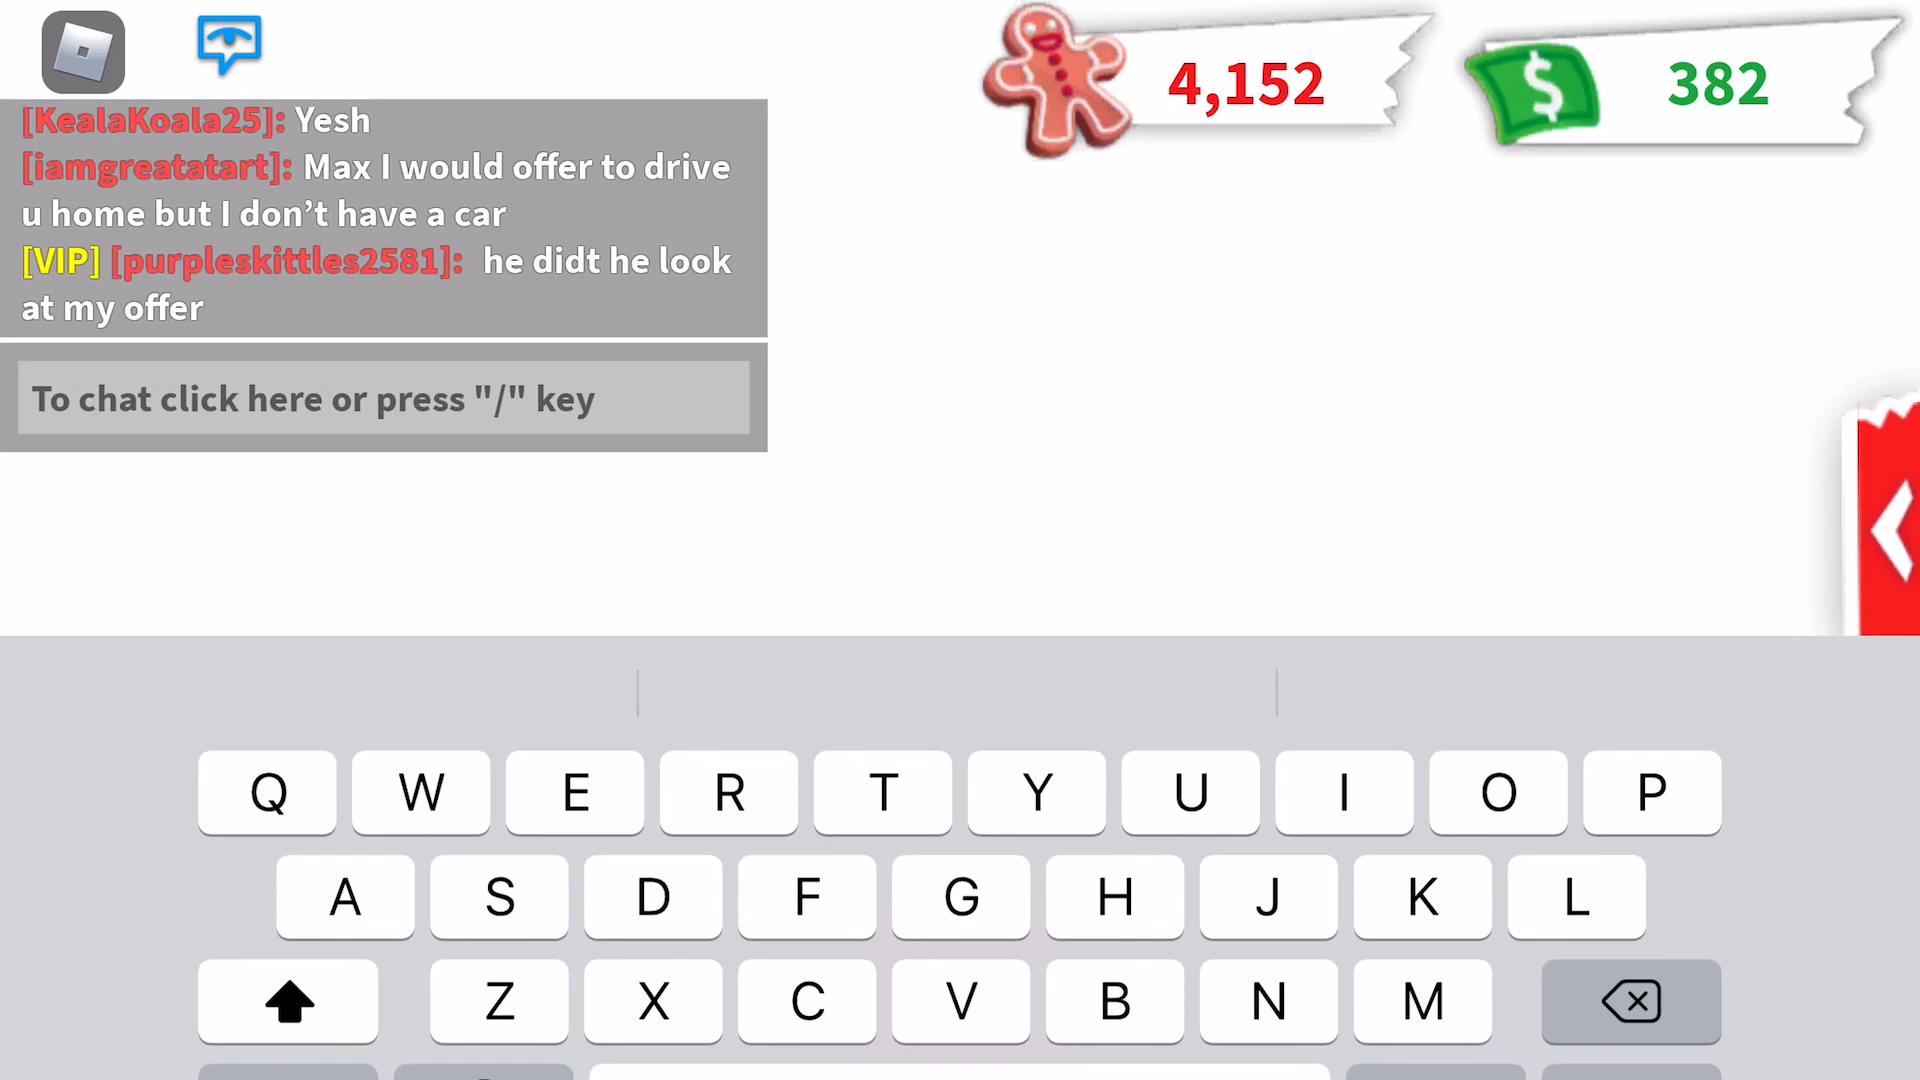 4,152
382
[KealaKoala25]: Yesh
[iamgreatatart]: Max I would offer to drive
u home but I don’t have a car
[VIP] [purpleskittles2581]: he didt he look
at my offer
To chat click here or press "/" key
Q W E R T Y U I O P
A S D F G H J K L
Z X C V B N M